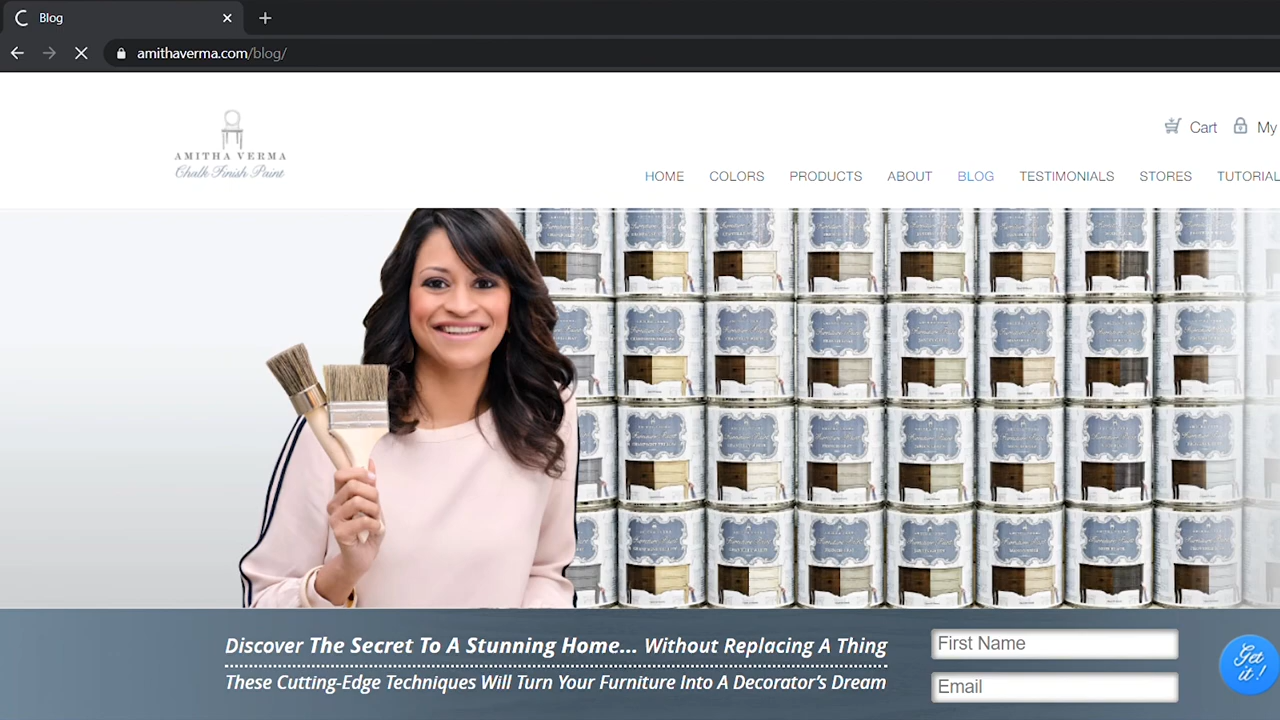 Blog
amithaverma.com/blog/
AMITHA VERMA
Chalk Finish Paint
Cart
My
HOME COLORS PRODUCTS ABOUT BLOG TESTIMONIALS STORES TUTORIAL
Discover The Secret To A Stunning Home... Without Replacing A Thing
These Cutting-Edge Techniques Will Turn Your Furniture Into A Decorator's Dream
First Name
Email
Get
it!